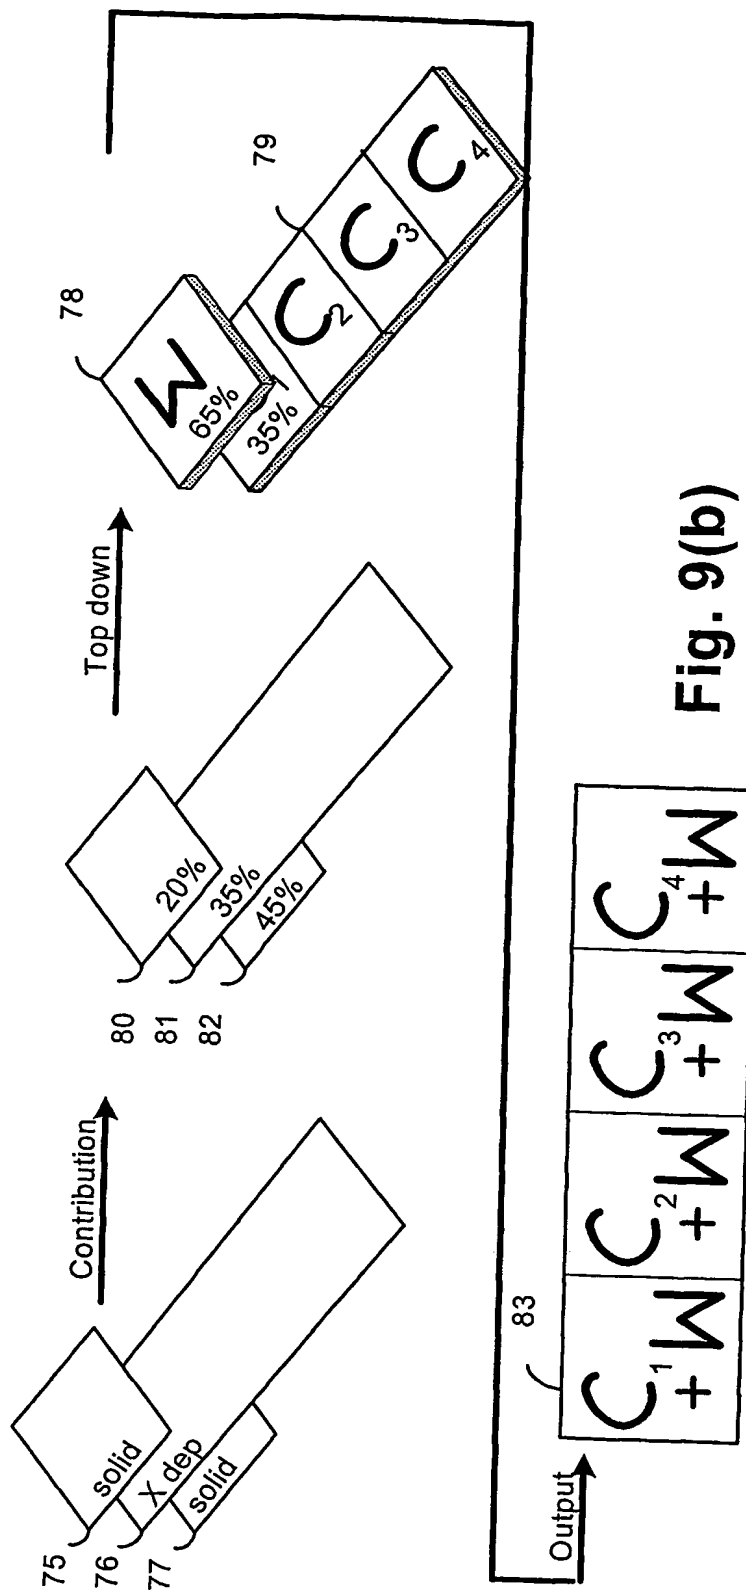 75
solid
76
X dep
77
solid
Contribution
80
20%
81
35%
82
45%
Top down
78
M
65%
35%
79
C2
C3
C4
Output
83
C1 C2 C3 C4
+M +M +M +M
Fig. 9(b)